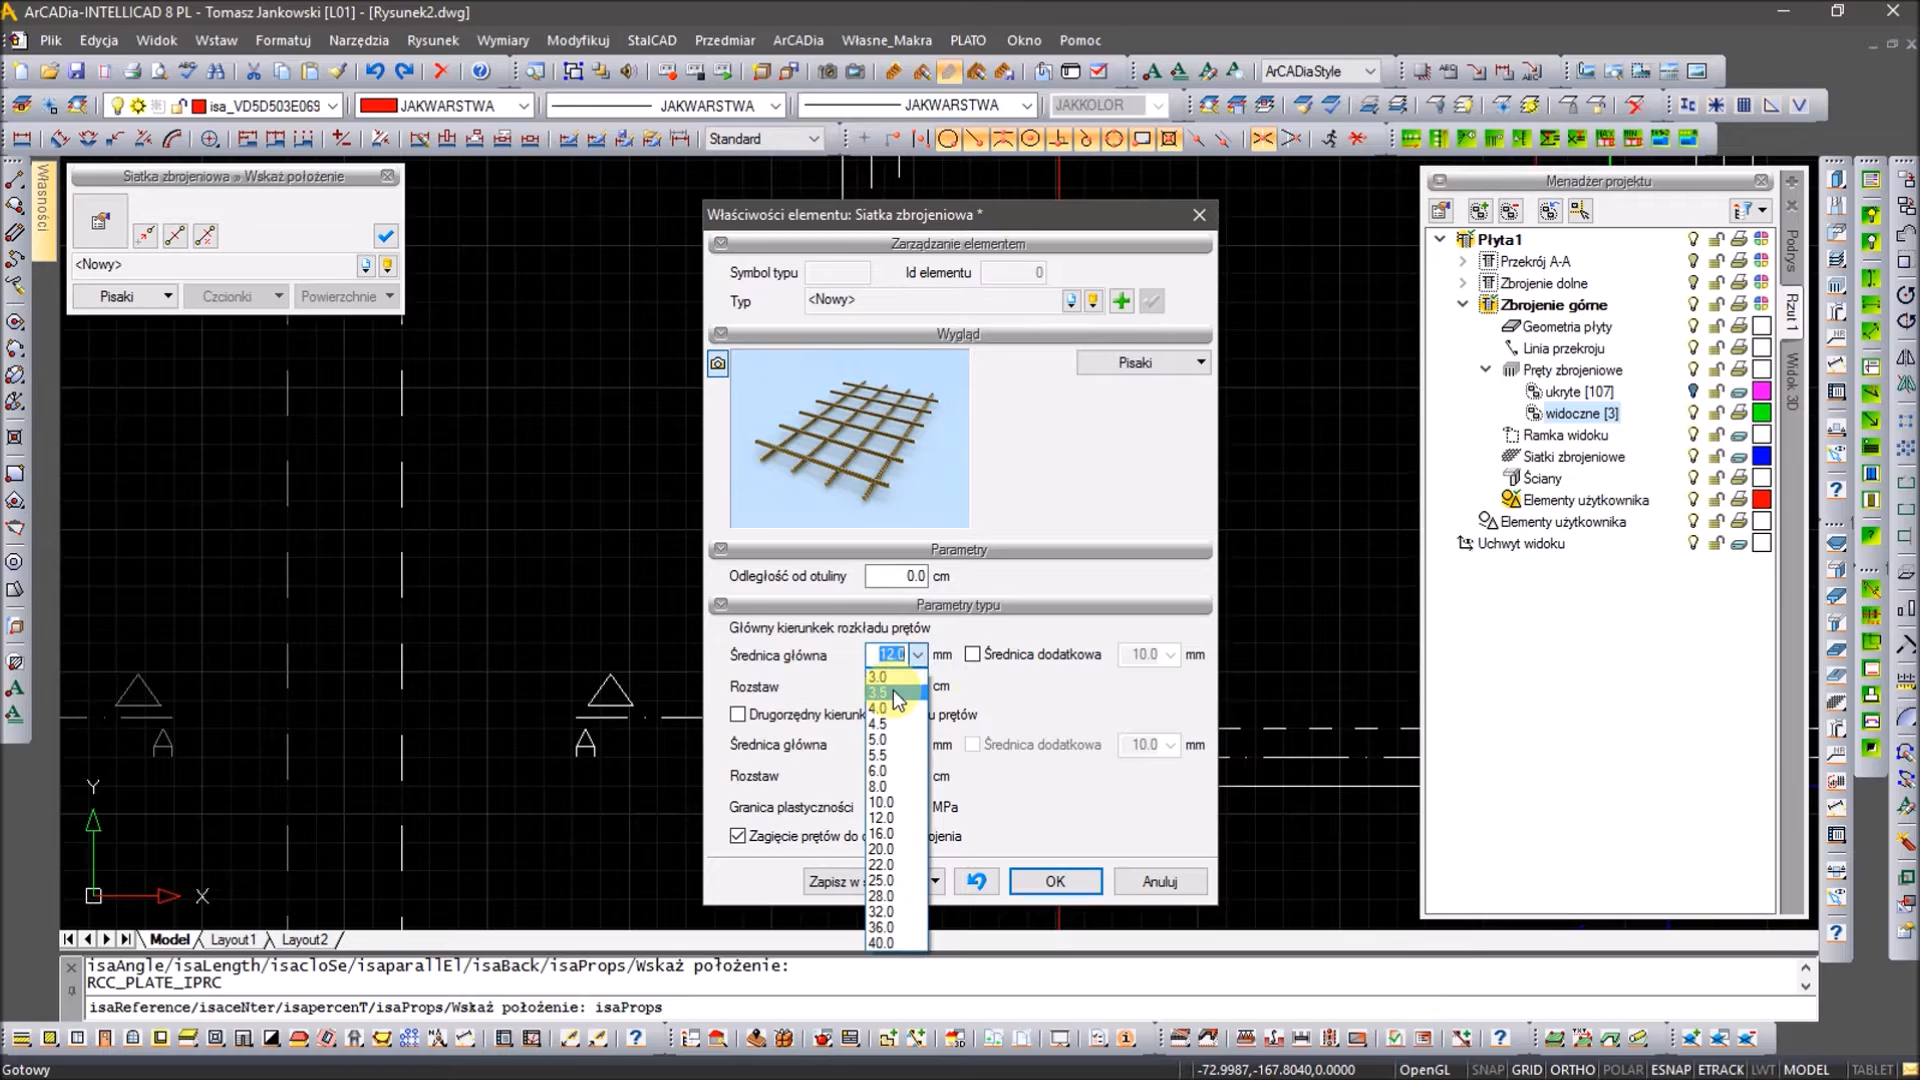 ArCADia-INTELLICAD 8 PL - Tomasz Jankowski [L01] - [Rysunek2.dwg]
Plik Edycja Widok Wstaw Formatuj Narzędzia Rysunek Wymiary Modyfikuj StalCAD Przedmiar ArCADia Własne_Makra PLATO Okno Pomoc
ArCADiaStyle
isa_VD5D503E069 JAKWARSTWA JAKWARSTWA JAKWARSTWA JAKKOLOR
Standard
Własności
Siatka zbrojeniowa » Wskaż położenie
<Nowy>
Pisaki Czcionki Powierzchnie
Właściwości elementu: Siatka zbrojeniowa *
Zarządzanie elementem
Symbol typu Id elementu 0
Typ <Nowy>
Wygląd
Pisaki
Parametry
Odległość od otuliny 0.0 cm
Parametry typu
Główny kierunkek rozkładu prętów
Średnica główna 12.0 mm Średnica dodatkowa 10.0 mm
Rozstaw cm
Drugorzędny kierunk u prętów
Średnica główna mm Średnica dodatkowa 10.0 mm
Rozstaw cm
Granica plastyczności MPa
Zagięcie prętów do ojenia
3.0
3.5
4.0
4.5
5.0
5.5
6.0
8.0
10.0
12.0
16.0
20.0
22.0
25.0
28.0
32.0
36.0
40.0
Zapisz w OK Anuluj
Menadżer projektu
Płyta1
Przekrój A-A
Zbrojenie dolne
Zbrojenie górne
Geometria płyty
Linia przekroju
Pręty zbrojeniowe
ukryte [107]
widoczne [3]
Ramka widoku
Siatki zbrojeniowe
Ściany
Elementy użytkownika
Elementy użytkownika
Uchwyt widoku
Podrys
Rzut 1
Widok 3D
A A
Y
X
Model Layout1 Layout2
isaAngle/isaLength/isacloSe/isaparallEl/isaBack/isaProps/Wskaż położenie:
RCC_PLATE_IPRC
isaReference/isaceNter/isapercenT/isaProps/Wskaż położenie: isaProps
Gotowy -72.9987,-167.8040,0.0000 OpenGL SNAP GRID ORTHO POLAR ESNAP ETRACK LWT MODEL TABLET